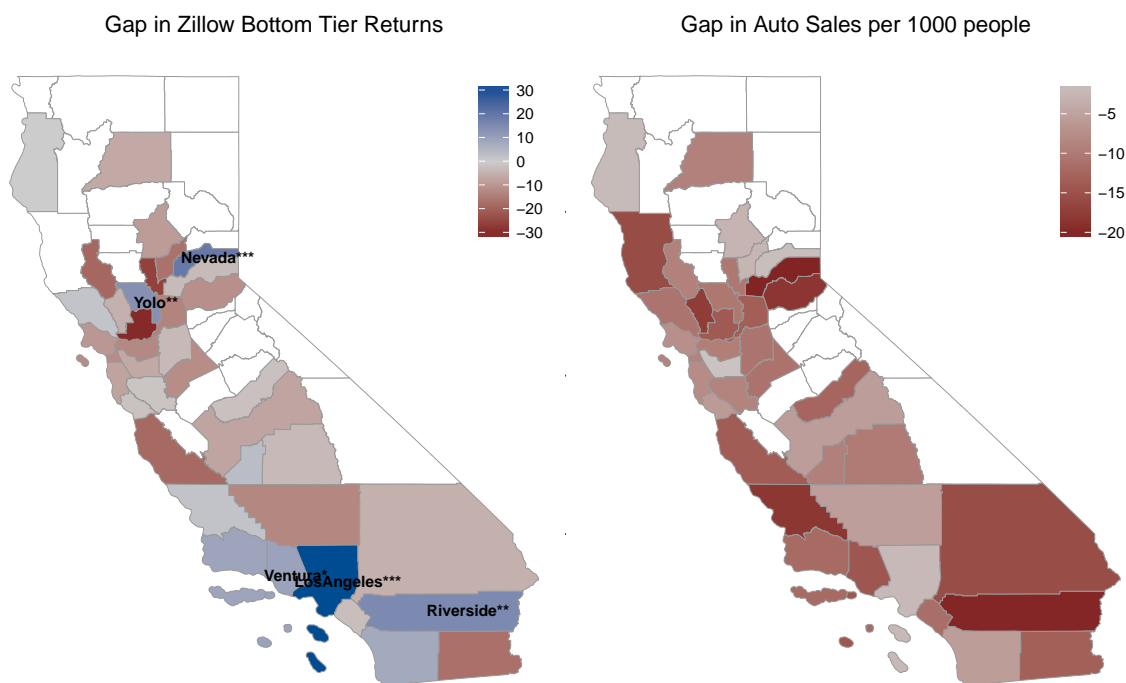 Gap in Zillow Bottom Tier Returns
30
20
10
0
−10
−20
−30
Nevada***
Yolo**
Ventura*
LosAngeles***
Riverside**
Gap in Auto Sales per 1000 people
−5
−10
−15
−20